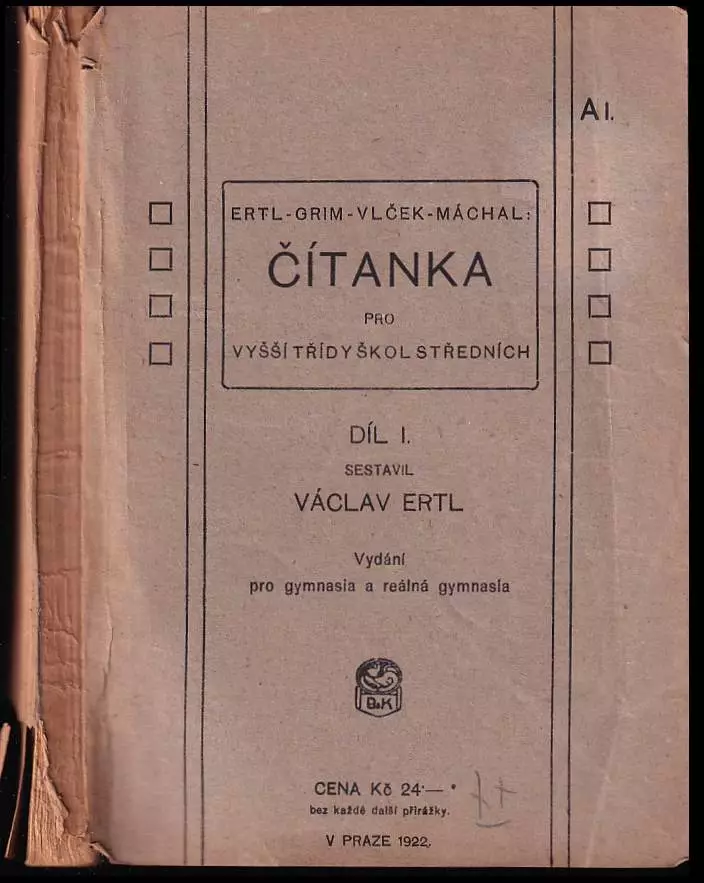 A I.
ERTL-GRIM-VLČEK-MÁCHAL:
ČÍTANKA
PRO
VYŠŠÍ TŘÍDY ŠKOL STŘEDNÍCH
DÍL I.
SESTAVIL
VÁCLAV ERTL
Vydání
pro gymnasia a reálná gymnasia
B&K
CENA Kč 24·— *
bez každé další přirážky.
V PRAZE 1922.